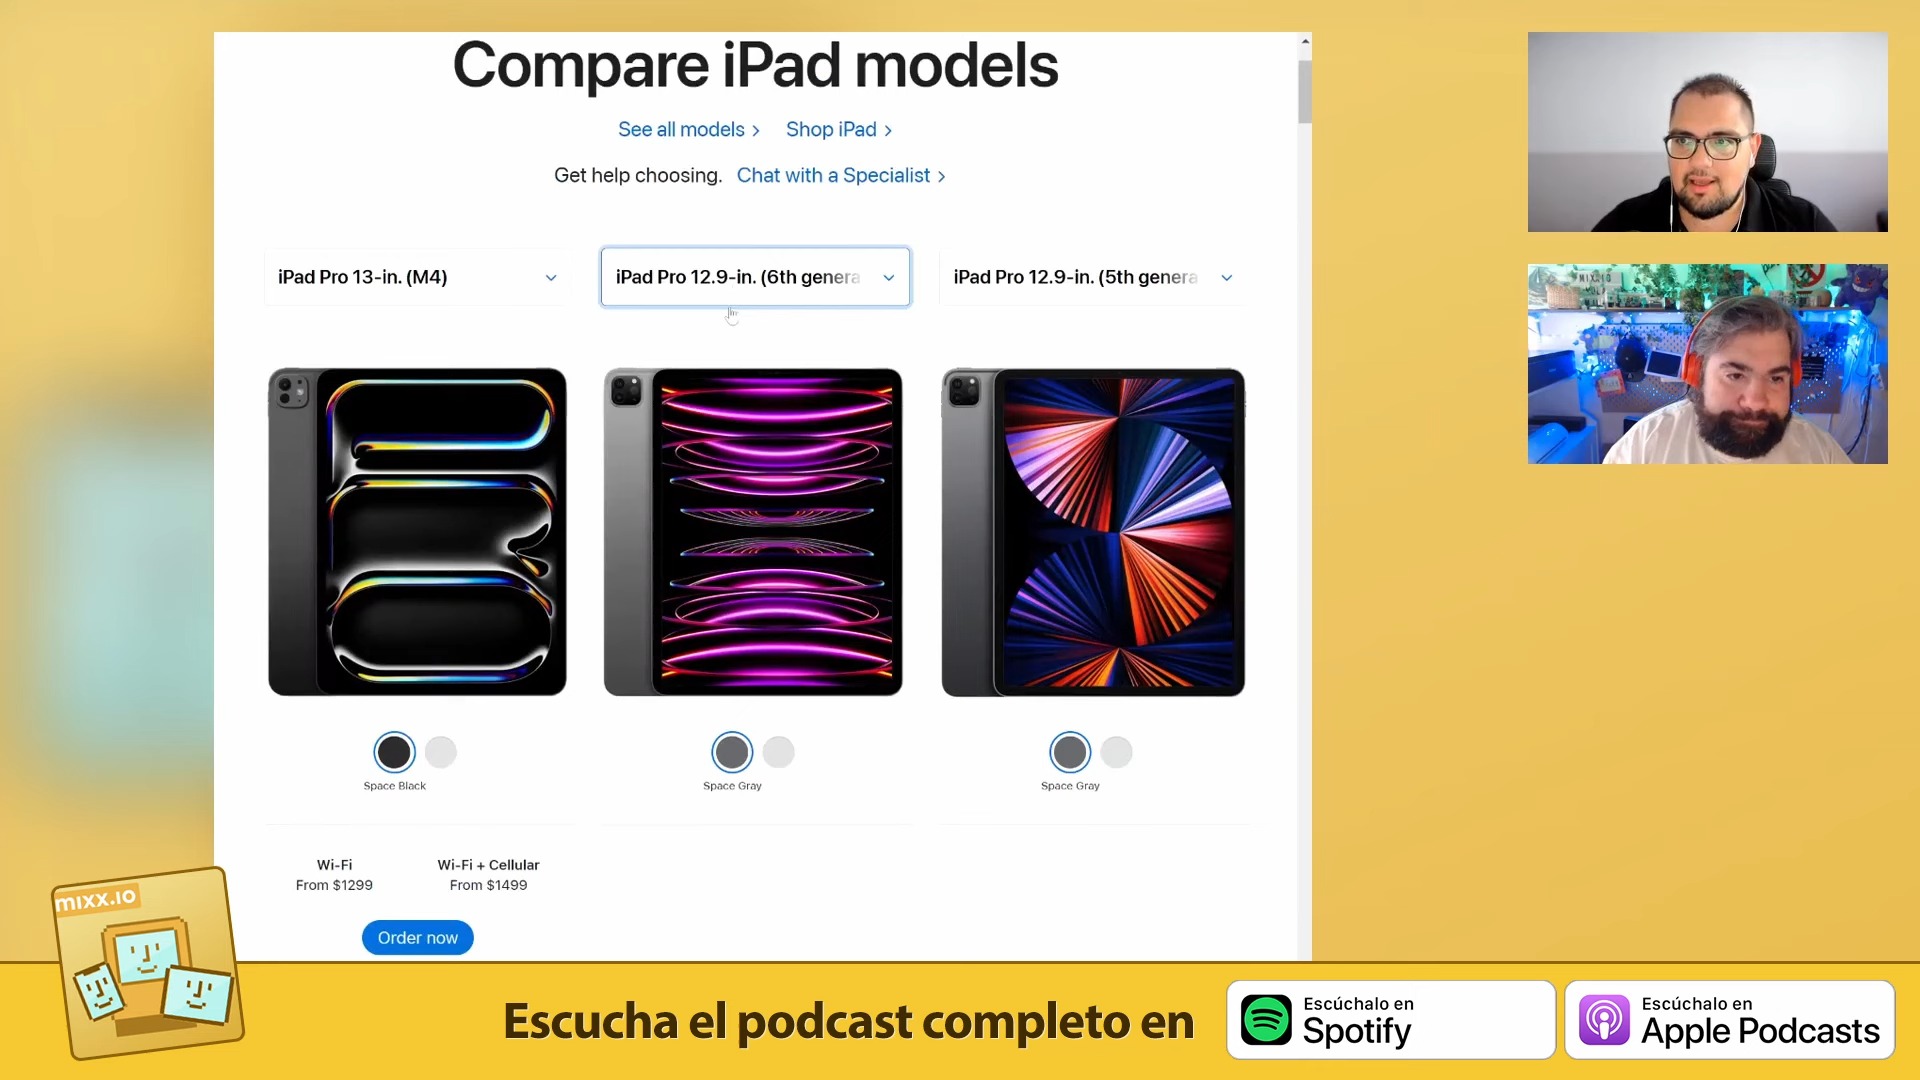 Compare iPad models
See all models >
Shop iPad >
Get help choosing. Chat with a Specialist >
iPad Pro 13-in. (M4)
iPad Pro 12.9-in. (6th genera
iPad Pro 12.9-in. (5th genera
Space Black
Space Gray
Space Gray
Wi-Fi
From $1299
Wi-Fi + Cellular
From $1499
Order now
mixx.io
Escucha el podcast completo en
Escúchalo en
Spotify
Escúchalo en
Apple Podcasts
MIXX.IO